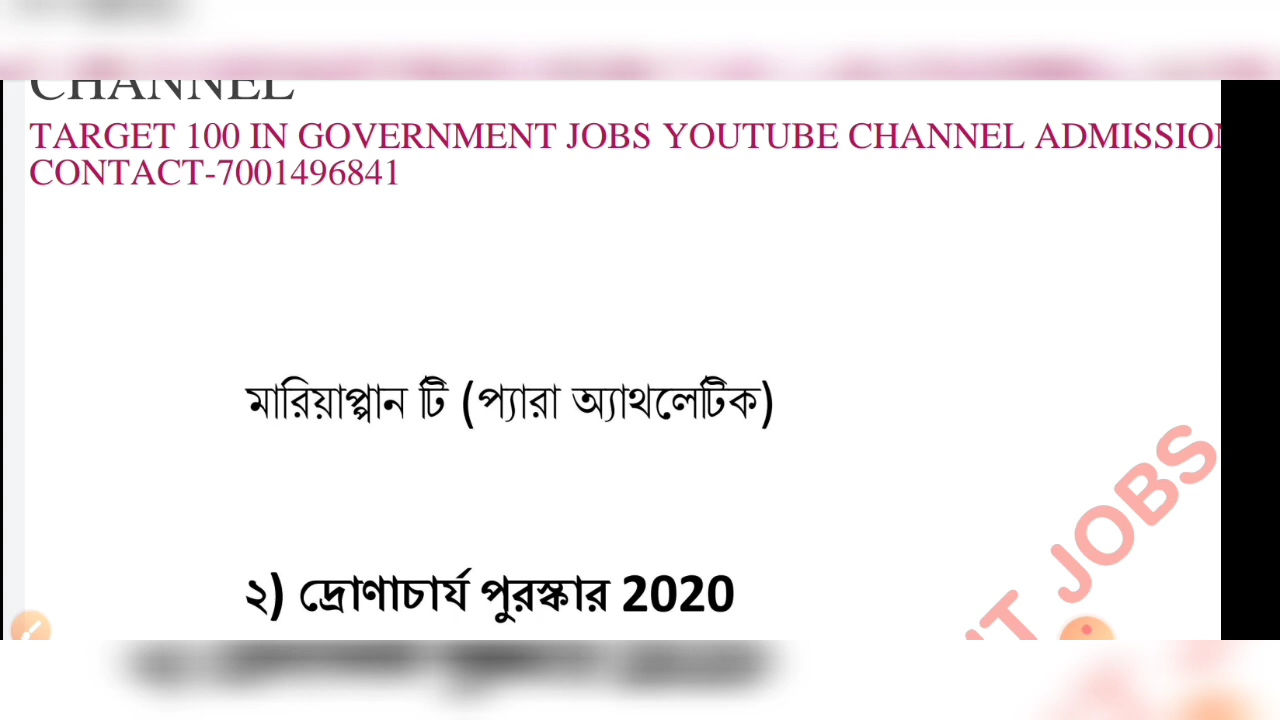 CHANNEL
TARGET 100 IN GOVERNMENT JOBS YOUTUBE CHANNEL ADMISSION
CONTACT-7001496841
মারিয়াপ্পান টি (প্যারা অ্যাথলেটিক)
২) দ্রোণাচার্য পুরস্কার 2020
JOBS